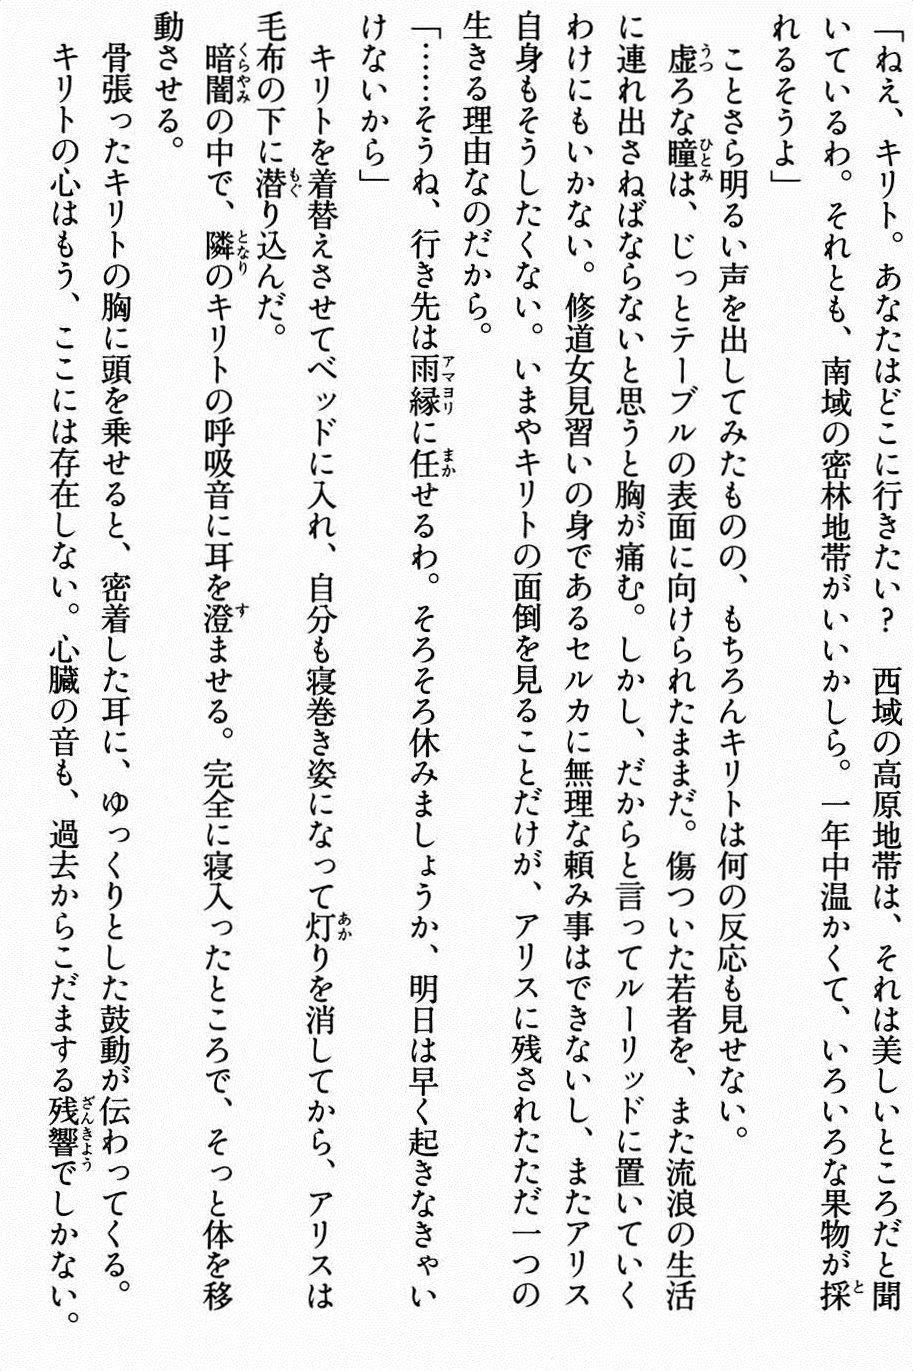 「ねえ、キリト。あなたはどこに行きたい？　西域の高原地帯は、それは美しいところだと聞
いているわ。それとも、南域の密林地帯がいいかしら。一年中温かくて、いろいろな果物が採
れるそうよ」
　ことさら明るい声を出してみたものの、もちろんキリトは何の反応も見せない。
　虚ろな瞳は、じっとテーブルの表面に向けられたままだ。傷ついた若者を、また流浪の生活
に連れ出さねばならないと思うと胸が痛む。しかし、だからと言ってルーリッドに置いていく
わけにもいかない。修道女見習いの身であるセルカに無理な頼み事はできないし、またアリス
自身もそうしたくない。いまやキリトの面倒を見ることだけが、アリスに残されたただ一つの
生きる理由なのだから。
「……そうね、行き先は雨縁に任せるわ。そろそろ休みましょうか、明日は早く起きなきゃい
けないから」
　キリトを着替えさせてベッドに入れ、自分も寝巻き姿になって灯りを消してから、アリスは
毛布の下に潜り込んだ。
　暗闇の中で、隣のキリトの呼吸音に耳を澄ませる。完全に寝入ったところで、そっと体を移
動させる。
　骨張ったキリトの胸に頭を乗せると、密着した耳に、ゆっくりとした鼓動が伝わってくる。
　キリトの心はもう、ここには存在しない。心臓の音も、過去からこだまする残響でしかない。